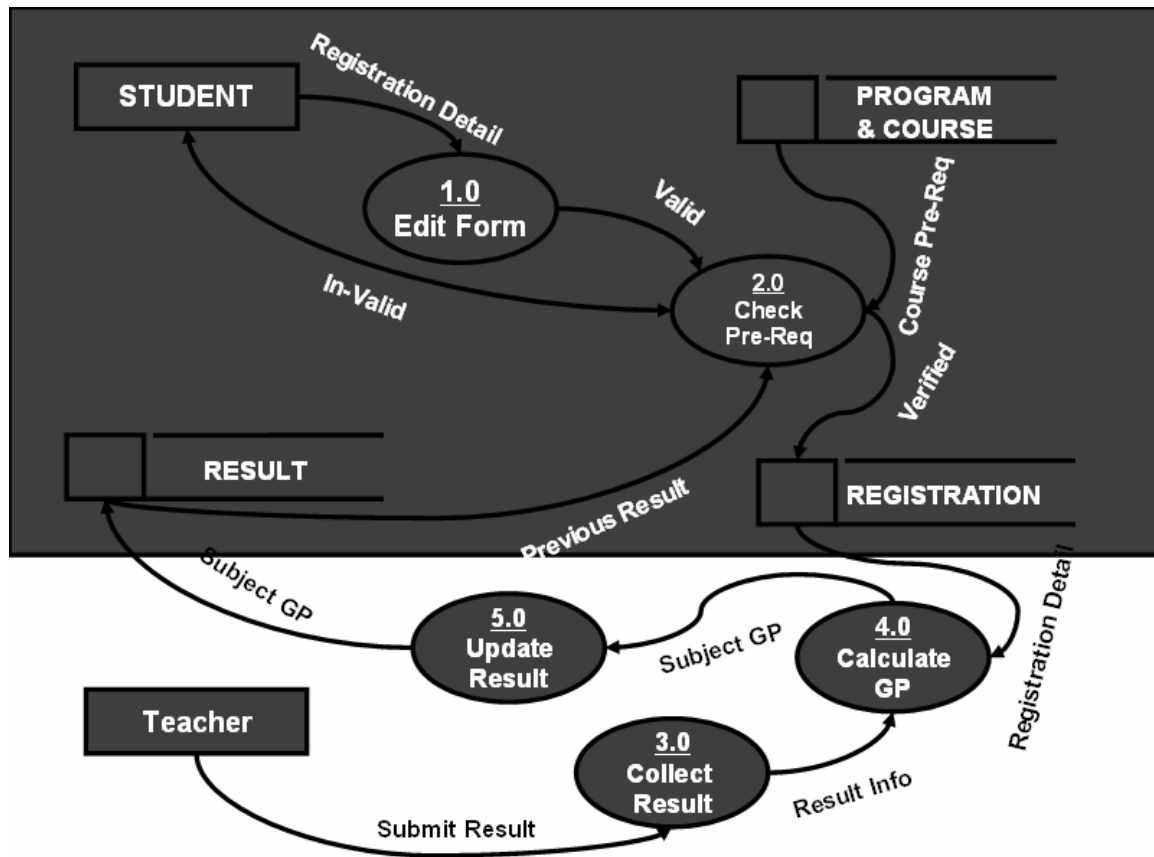 Registration Detail
STUDENT
PROGRAM
& COURSE
1.0
Edit Form
Valid
Course Pre-Req
In-Valid
2.0
Check
Pre-Req
Verified
RESULT
REGISTRATION
Previous Result
Subject GP
Registration Detail
5.0
Update
Result
Subject GP
4.0
Calculate
GP
Teacher
3.0
Collect
Result
Result Info
Submit Result